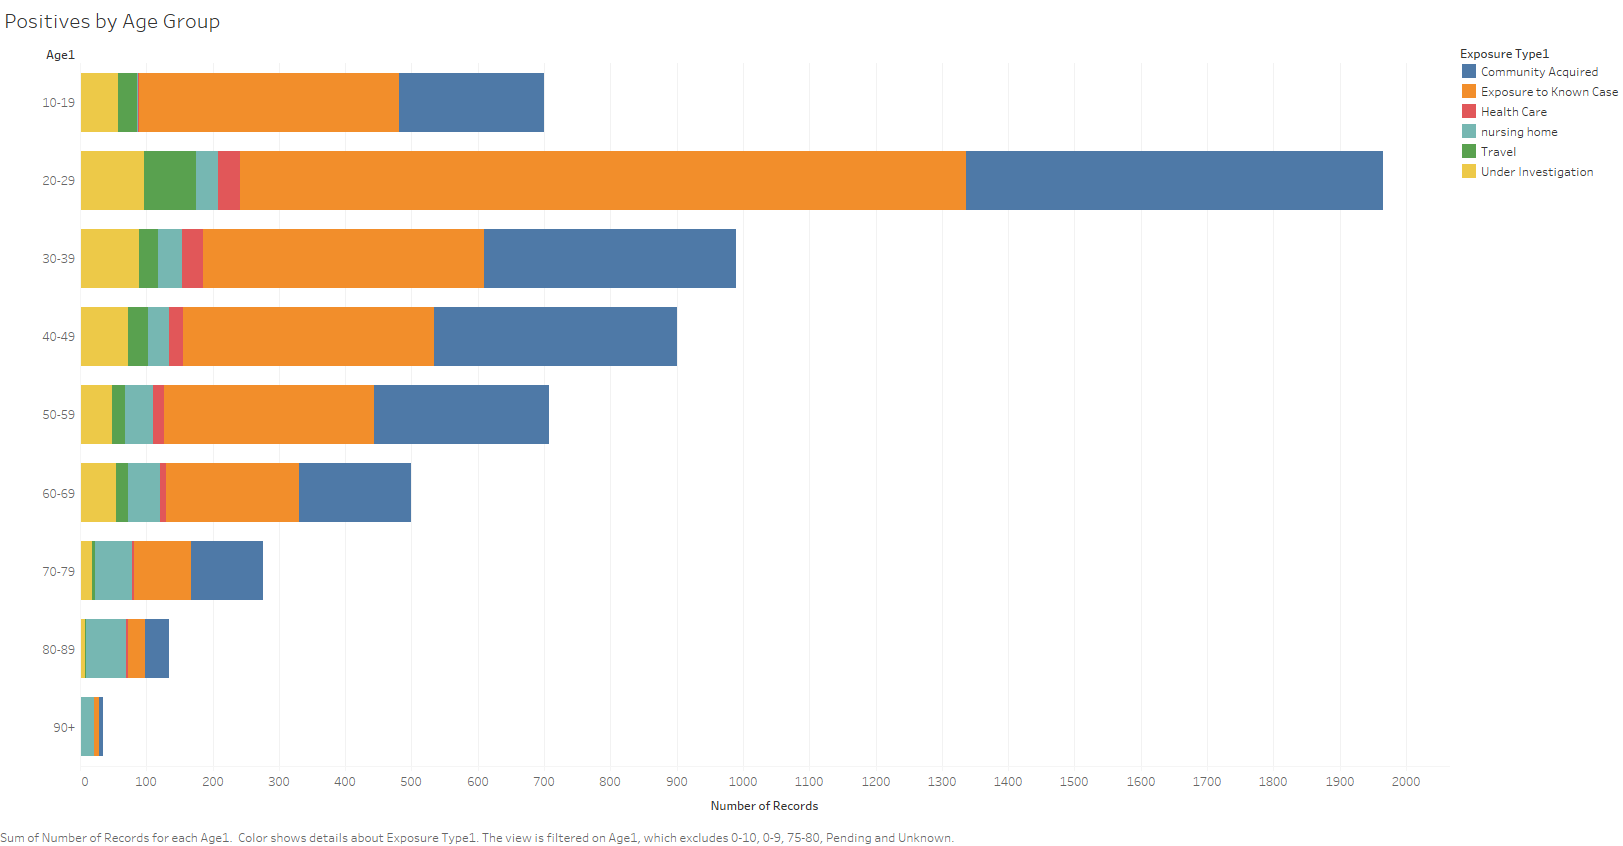 Positives by Age Group
Age1
10-19
20-29
30-39
40-49
50-59
60-69
70-79
80-89
90+
0 100 200 300 400 500 600 700 800 900 1000 1100 1200 1300 1400 1500 1600 1700 1800 1900 2000
Number of Records
Exposure Type1
Community Acquired
Exposure to Known Case
Health Care
nursing home
Travel
Under Investigation
Sum of Number of Records for each Age1.  Color shows details about Exposure Type1. The view is filtered on Age1, which excludes 0-10, 0-9, 75-80, Pending and Unknown.